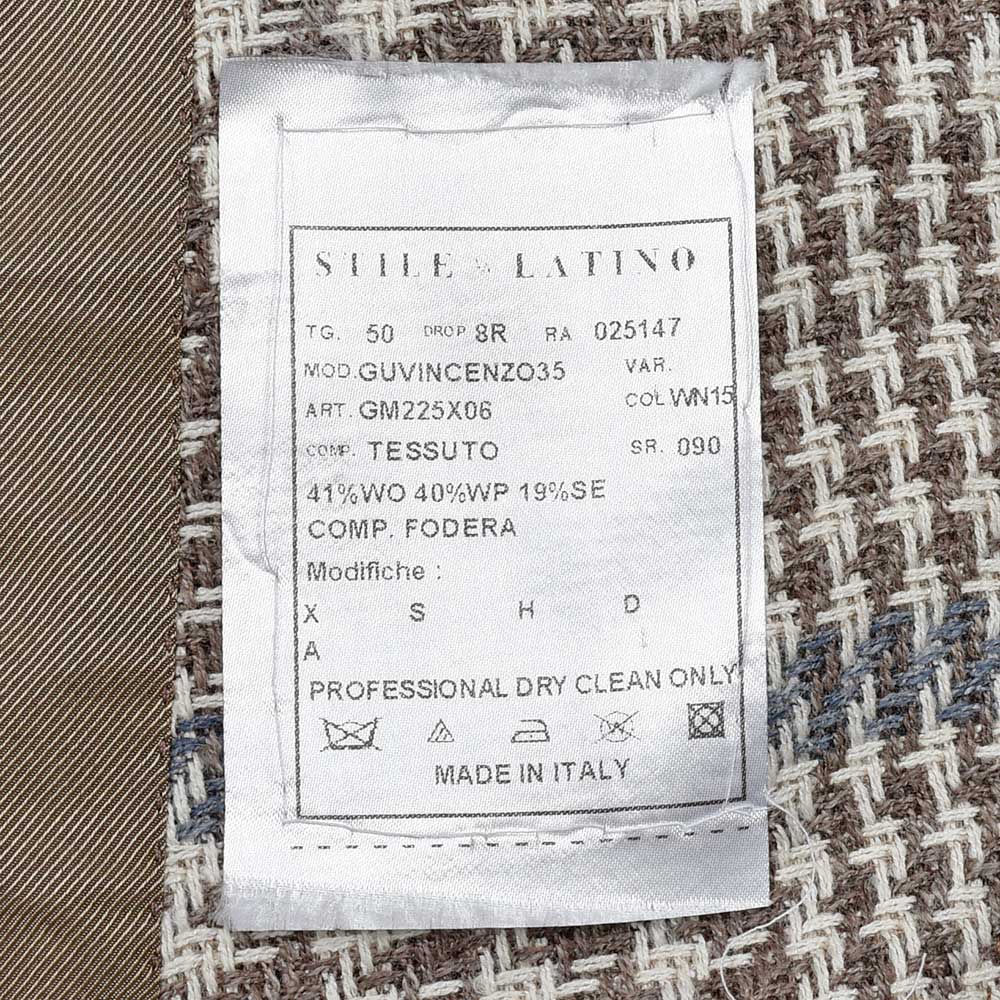 STILE LATINO
TG. 50 DROP 8R RA 025147
MOD. GUVINCENZO35 VAR.
ART. GM225X06 COL WN15
COMP. TESSUTO SR. 090
41%WO 40%WP 19%SE
COMP. FODERA
Modifiche :
X S H D
A
PROFESSIONAL DRY CLEAN ONLY
MADE IN ITALY